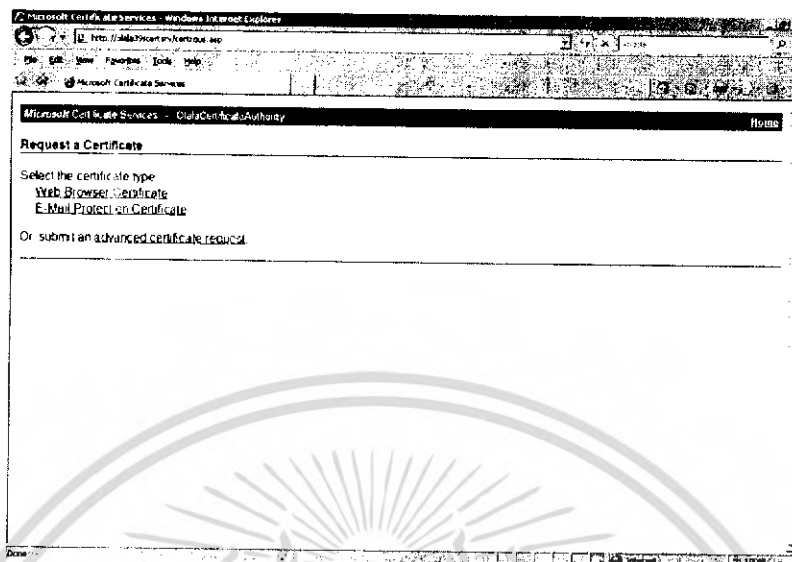 Microsoft Certificate Services - Windows Internet Explorer
File Edit View Favorites Tools Help
Microsoft Certificate Services
Microsoft Certificate Services - OlalaCertificateAuthority Home
Request a Certificate
Select the certificate type
Web Browser Certificate
E-Mail Protection Certificate
Or, submit an advanced certificate request.
Done